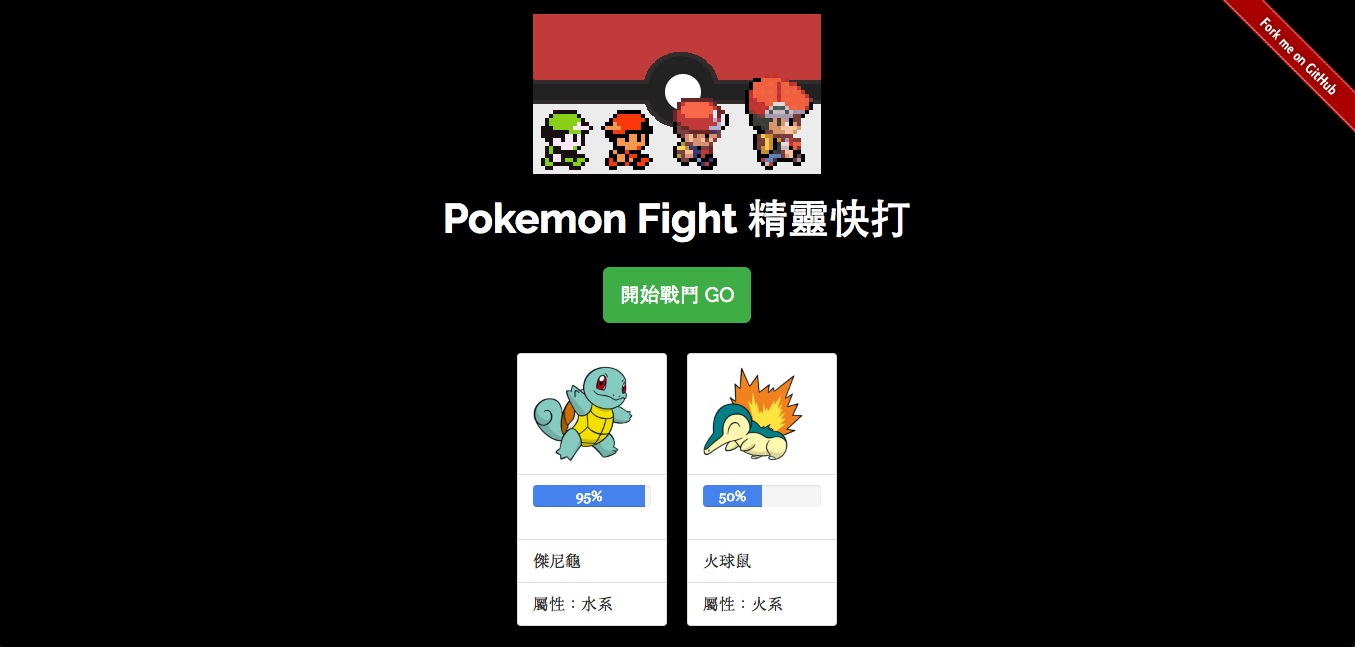 Fork me on GitHub
Pokemon Fight 精靈快打
開始戰鬥 GO
95%
50%
傑尼龜
火球鼠
屬性：水系
屬性：火系